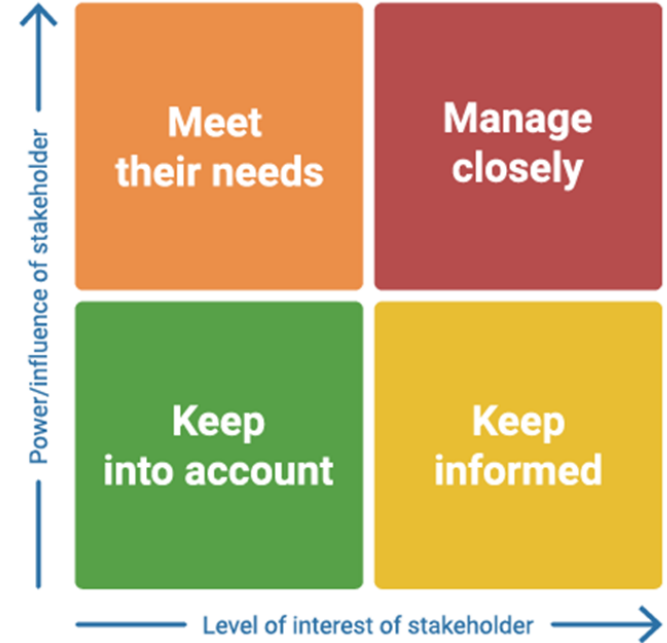 Power/influence of stakeholder
Meet
their needs
Manage
closely
Keep
into account
Keep
informed
Level of interest of stakeholder